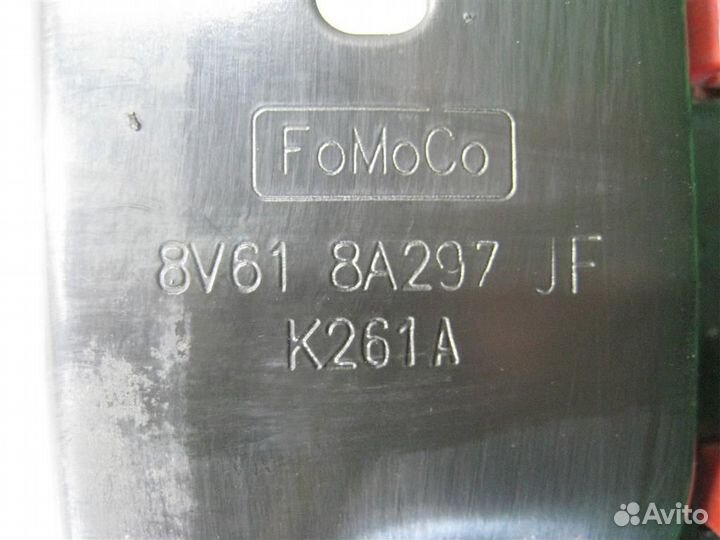 FoMoCo
8V61 8A297 JF
K261A
Avito